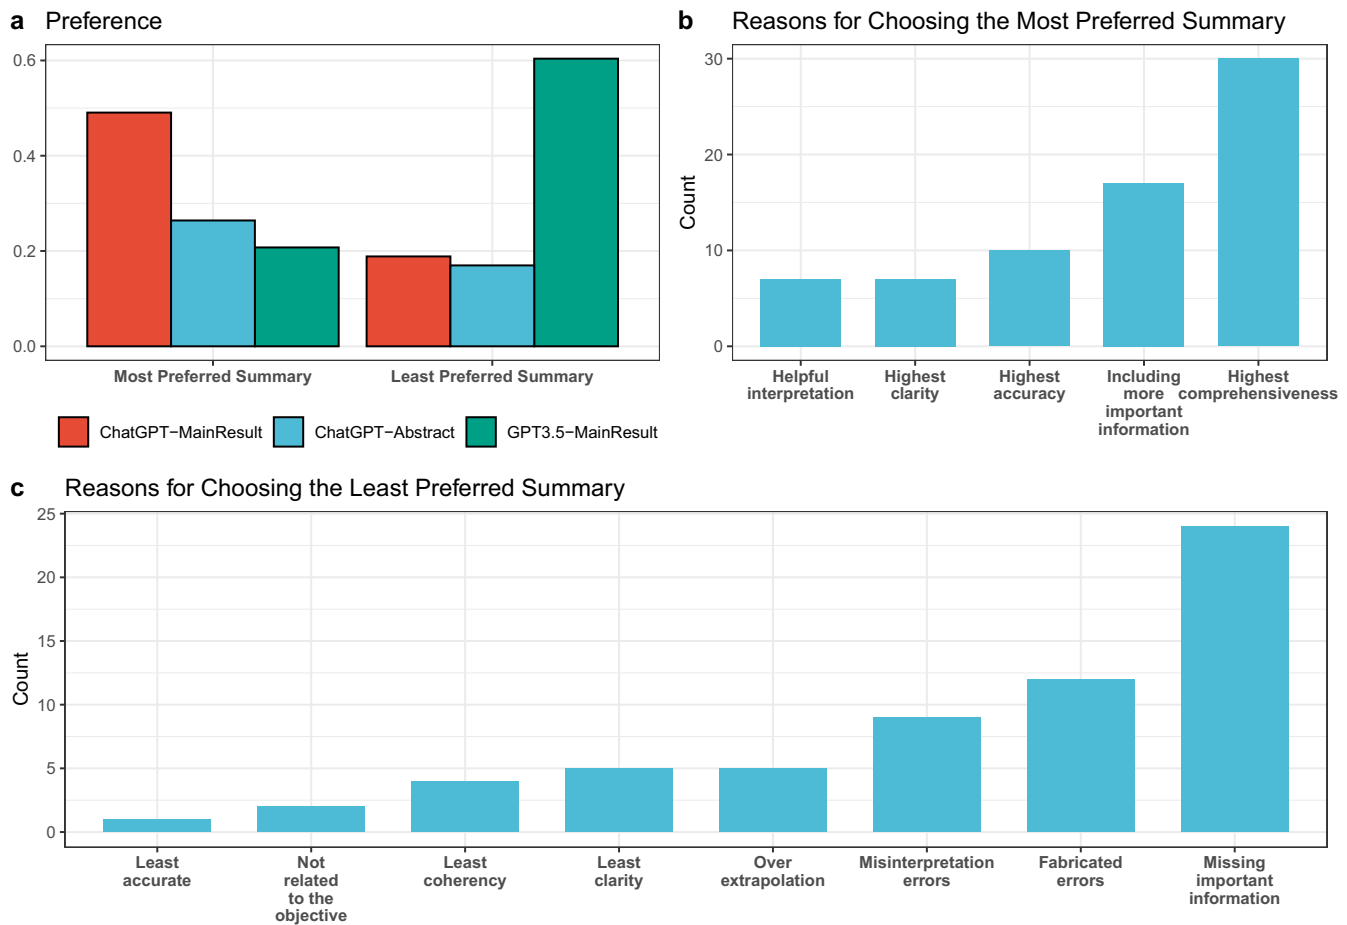 a Preference
0.6
0.4
0.2
0.0
Most Preferred Summary Least Preferred Summary
ChatGPT−MainResult ChatGPT−Abstract GPT3.5−MainResult
b Reasons for Choosing the Most Preferred Summary
Count
30
20
10
0
Helpful
interpretation
Highest
clarity
Highest
accuracy
Including
more
important
information
Highest
comprehensiveness
c Reasons for Choosing the Least Preferred Summary
Count
25
20
15
10
5
0
Least
accurate
Not
related
to the
objective
Least
coherency
Least
clarity
Over
extrapolation
Misinterpretation
errors
Fabricated
errors
Missing
important
information